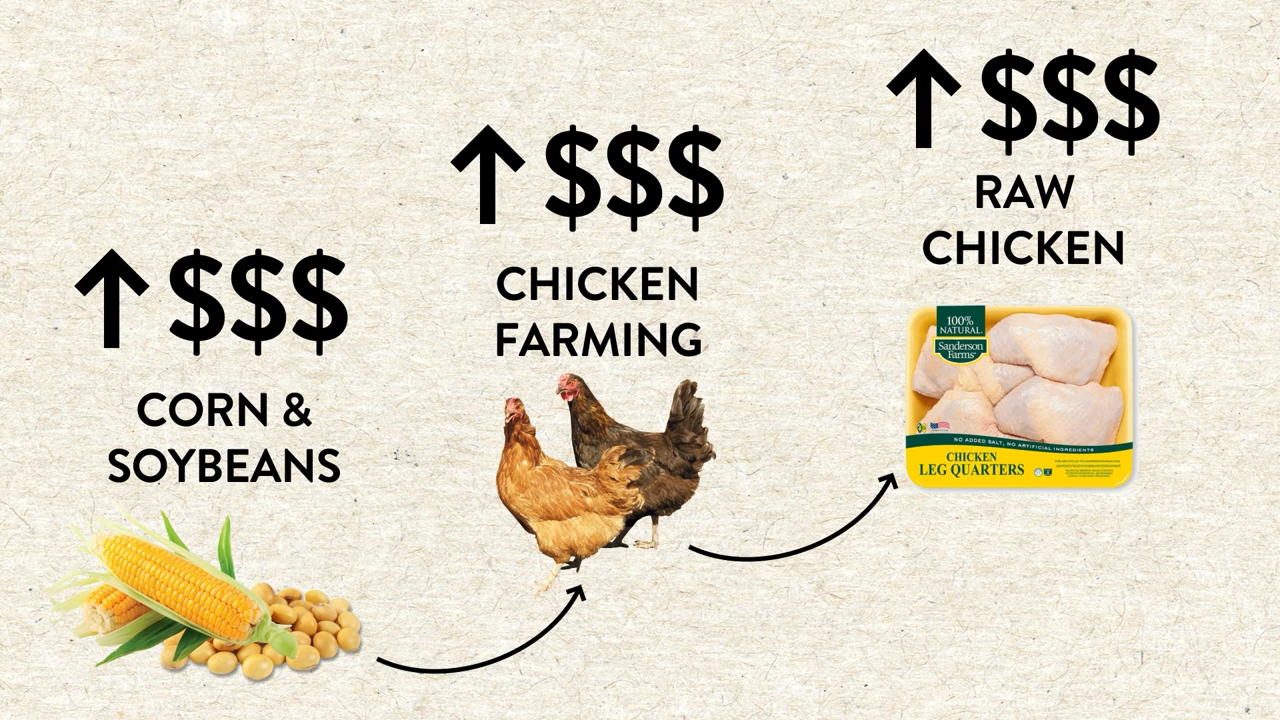 ↑$$$
CORN &
SOYBEANS
↑$$$
CHICKEN
FARMING
↑$$$
RAW
CHICKEN
100%
NATURAL
Sanderson
Farms
NO ADDED SALT, NO ARTIFICIAL INGREDIENTS
CHICKEN
LEG QUARTERS